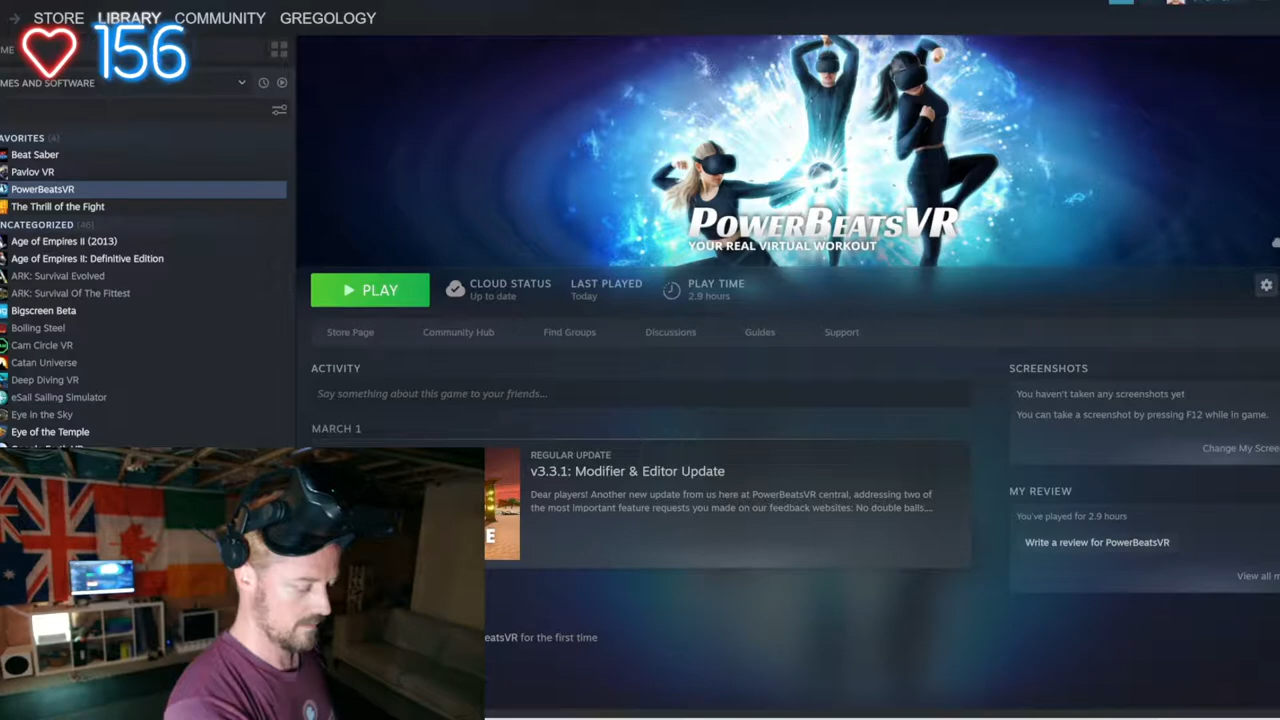 STORE LIBRARY COMMUNITY GREGOLOGY
ME
156
MES AND SOFTWARE
AVORITES (4)
Beat Saber
Pavlov VR
PowerBeatsVR
The Thrill of the Fight
NCATEGORIZED (46)
Age of Empires II (2013)
Age of Empires II: Definitive Edition
ARK: Survival Evolved
ARK: Survival Of The Fittest
Bigscreen Beta
Boiling Steel
Cam Circle VR
Catan Universe
Deep Diving VR
eSail Sailing Simulator
Eye in the Sky
Eye of the Temple
POWERBEATSVR
YOUR REAL VIRTUAL WORKOUT
PLAY
CLOUD STATUS
Up to date
LAST PLAYED
Today
PLAY TIME
2.9 hours
Store Page Community Hub Find Groups Discussions Guides Support
ACTIVITY
Say something about this game to your friends...
MARCH 1
REGULAR UPDATE
v3.3.1: Modifier & Editor Update
Dear players! Another new update from us here at PowerBeatsVR central, addressing two of
the most important feature requests you made on our feedback websites: No double balls,...
E
eatsVR for the first time
SCREENSHOTS
You haven't taken any screenshots yet
You can take a screenshot by pressing F12 while in game.
Change My Scree
MY REVIEW
You've played for 2.9 hours
Write a review for PowerBeatsVR
View all m